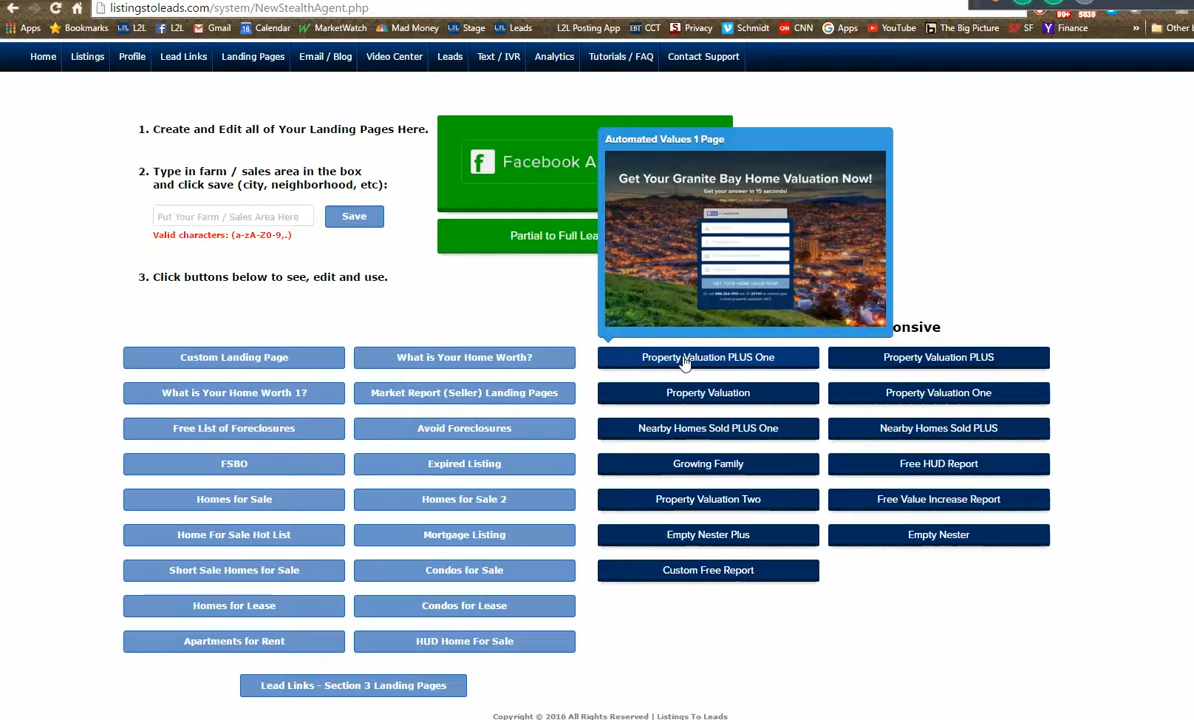 listingstoleads.com/system/NewStealthAgent.php
99+ 5639
Apps Bookmarks L2L L2L Gmail Calendar MarketWatch Mad Money Stage Leads L2L Posting App CCT Privacy Schmidt CNN Apps YouTube The Big Picture SF Finance » Other b
Home Listings Profile Lead Links Landing Pages Email / Blog Video Center Leads Text / IVR Analytics Tutorials / FAQ Contact Support
1. Create and Edit all of Your Landing Pages Here.
2. Type in farm / sales area in the box
and click save (city, neighborhood, etc):
Put Your Farm / Sales Area Here
Save
Valid characters: (a-zA-Z0-9,.)
3. Click buttons below to see, edit and use.
Facebook A
Partial to Full Lea
Automated Values 1 Page
Get Your Granite Bay Home Valuation Now!
Get your answer in 15 seconds!
GET YOUR HOME VALUE NOW!
onsive
Custom Landing Page
What is Your Home Worth?
Property Valuation PLUS One
Property Valuation PLUS
What is Your Home Worth 1?
Market Report (Seller) Landing Pages
Property Valuation
Property Valuation One
Free List of Foreclosures
Avoid Foreclosures
Nearby Homes Sold PLUS One
Nearby Homes Sold PLUS
FSBO
Expired Listing
Growing Family
Free HUD Report
Homes for Sale
Homes for Sale 2
Property Valuation Two
Free Value Increase Report
Home For Sale Hot List
Mortgage Listing
Empty Nester Plus
Empty Nester
Short Sale Homes for Sale
Condos for Sale
Custom Free Report
Homes for Lease
Condos for Lease
Apartments for Rent
HUD Home For Sale
Lead Links - Section 3 Landing Pages
Copyright © 2016 All Rights Reserved | Listings To Leads